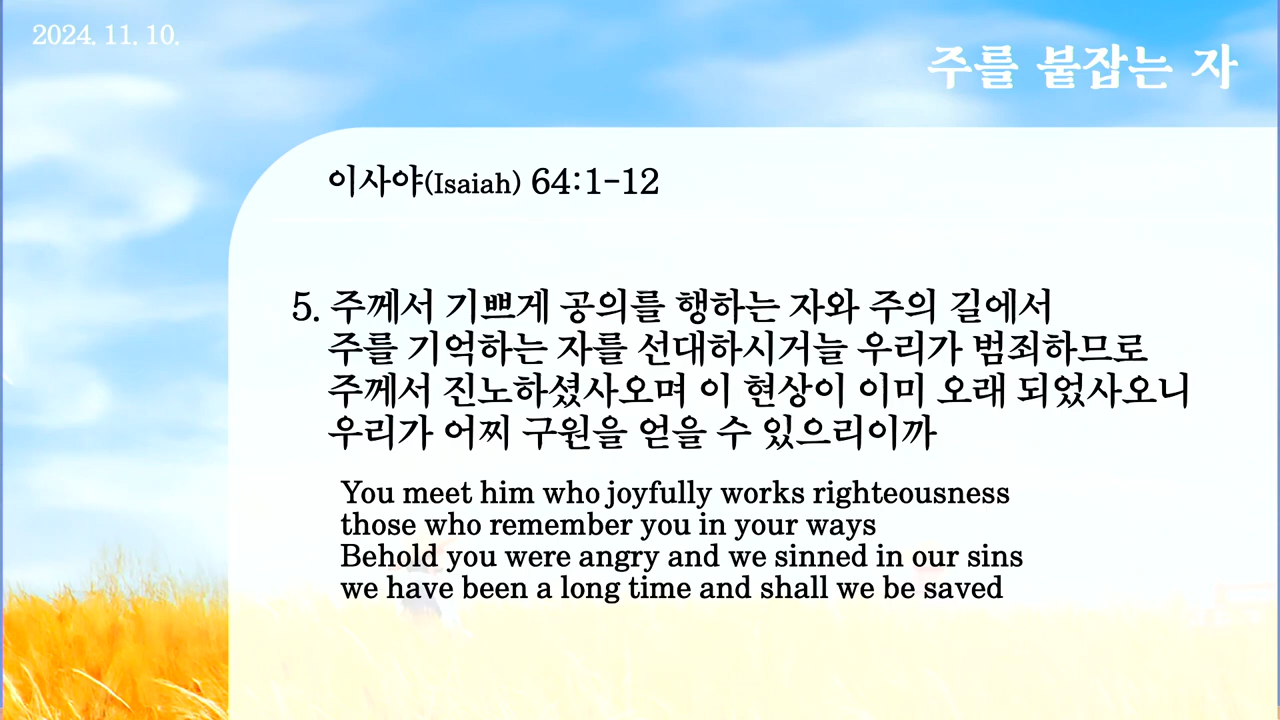 2024. 11. 10.
주를 붙잡는 자
이사야(Isaiah) 64:1-12
5. 주께서 기쁘게 공의를 행하는 자와 주의 길에서
주를 기억하는 자를 선대하시거늘 우리가 범죄하므로
주께서 진노하셨사오며 이 현상이 이미 오래 되었사오니
우리가 어찌 구원을 얻을 수 있으리이까
You meet him who joyfully works righteousness
those who remember you in your ways
Behold you were angry and we sinned in our sins
we have been a long time and shall we be saved